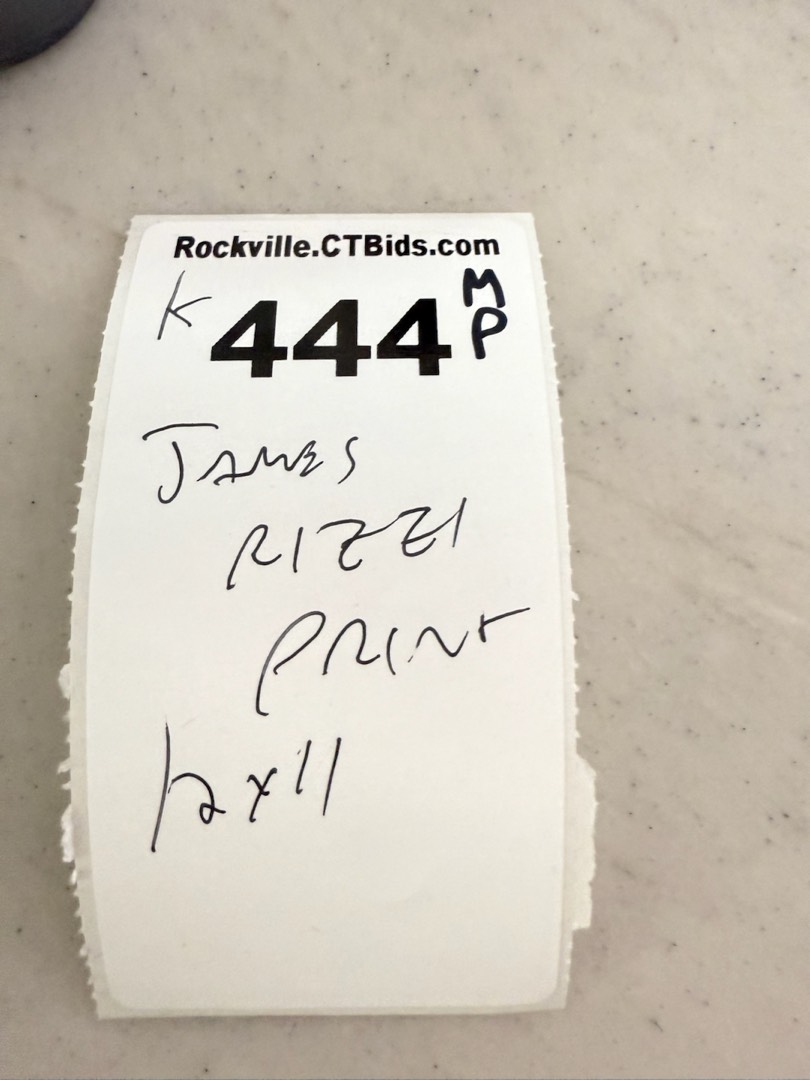 Rockville.CTBids.com
K 444 MP
JAMES
RIZZI
PRINT
12x11